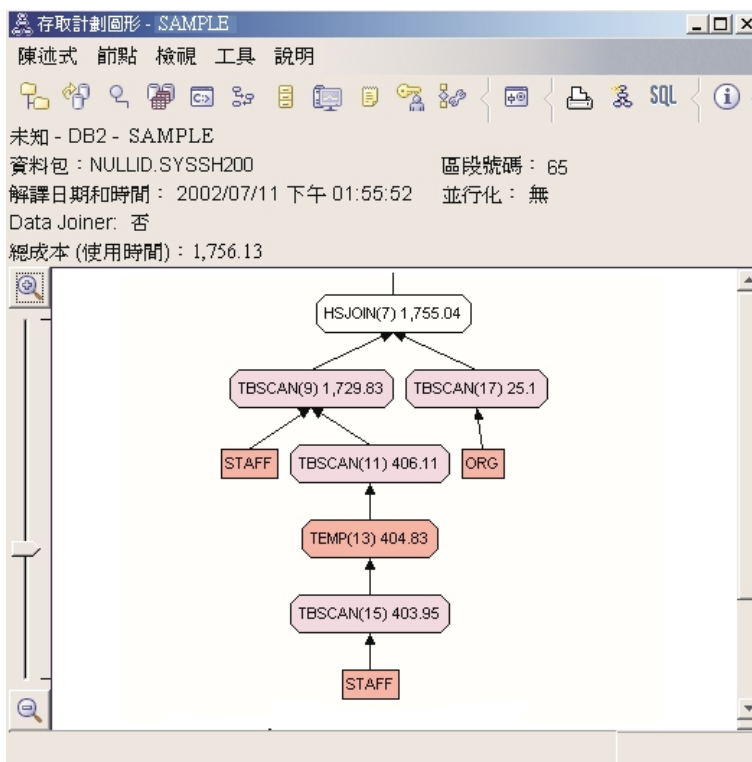 存取計劃圖形 - SAMPLE
陳述式 節點 檢視 工具 說明
SQL
未知 - DB2 - SAMPLE
資料包：NULLID.SYSSH200 區段號碼： 65
解譯日期和時間： 2002/07/11 下午 01:55:52 並行化： 無
Data Joiner: 否
總成本 (使用時間)：1,756.13
HSJOIN(7) 1,755.04
TBSCAN(9) 1,729.83 TBSCAN(17) 25.1
STAFF TBSCAN(11) 406.11 ORG
TEMP(13) 404.83
TBSCAN(15) 403.95
STAFF